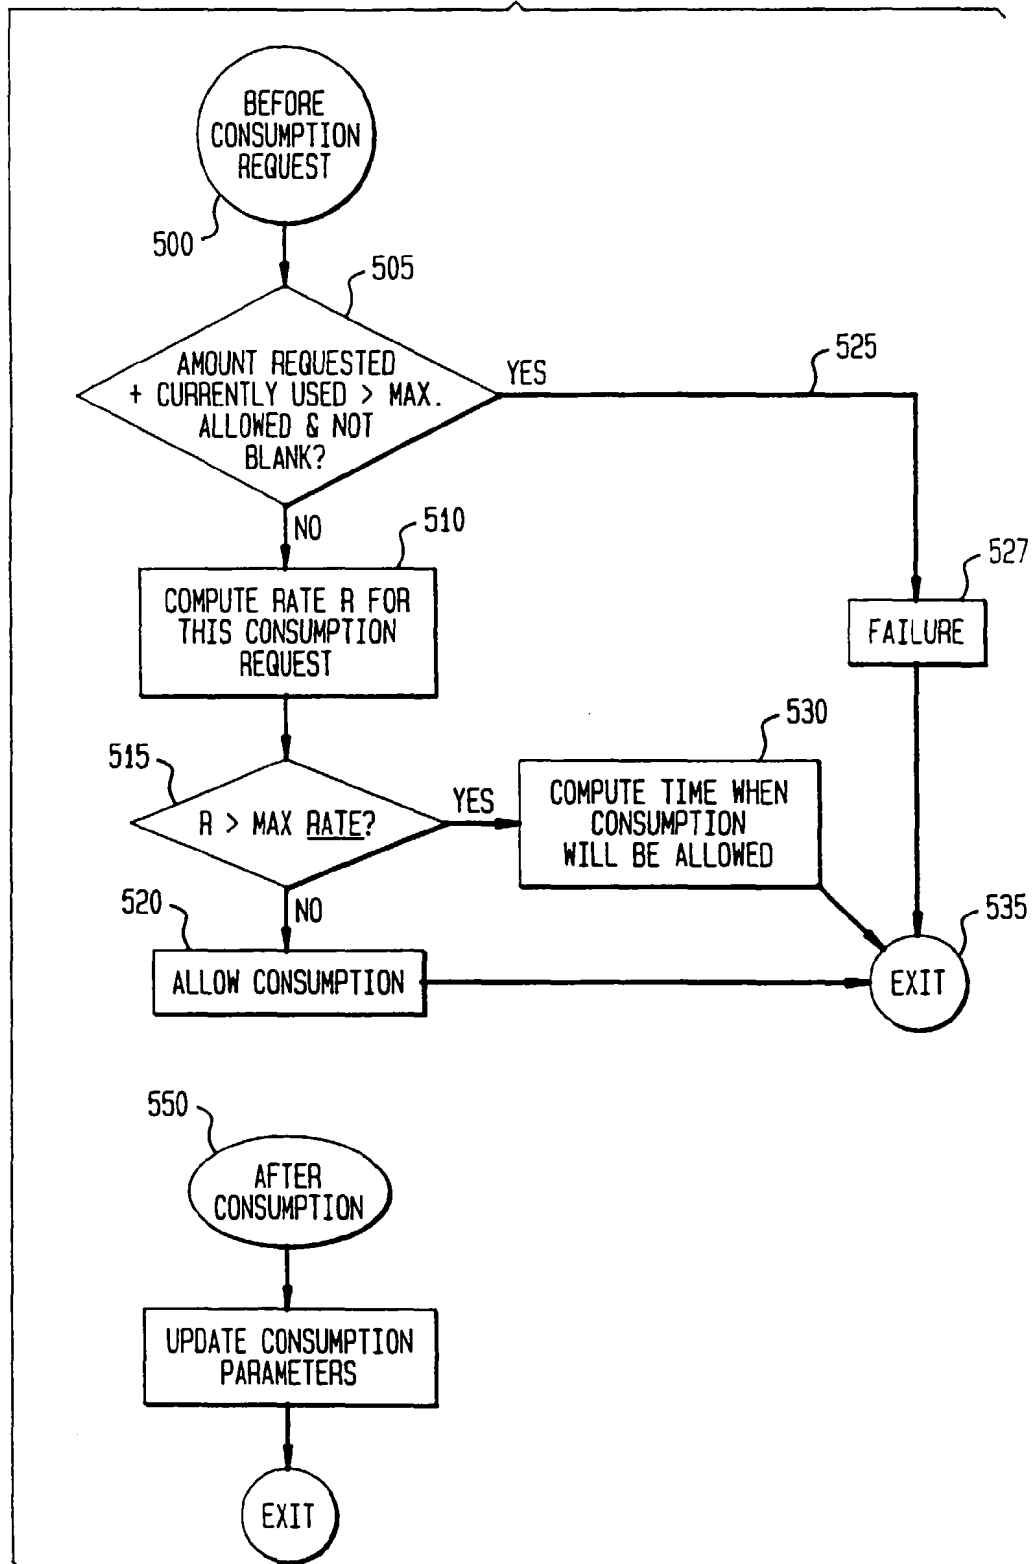 BEFORE
CONSUMPTION
REQUEST
500
505
AMOUNT REQUESTED
+ CURRENTLY USED > MAX.
ALLOWED & NOT
BLANK?
YES
525
NO
510
COMPUTE RATE R FOR
THIS CONSUMPTION
REQUEST
527
FAILURE
515
R > MAX RATE?
YES
530
COMPUTE TIME WHEN
CONSUMPTION
WILL BE ALLOWED
NO
520
ALLOW CONSUMPTION
535
EXIT
550
AFTER
CONSUMPTION
UPDATE CONSUMPTION
PARAMETERS
EXIT